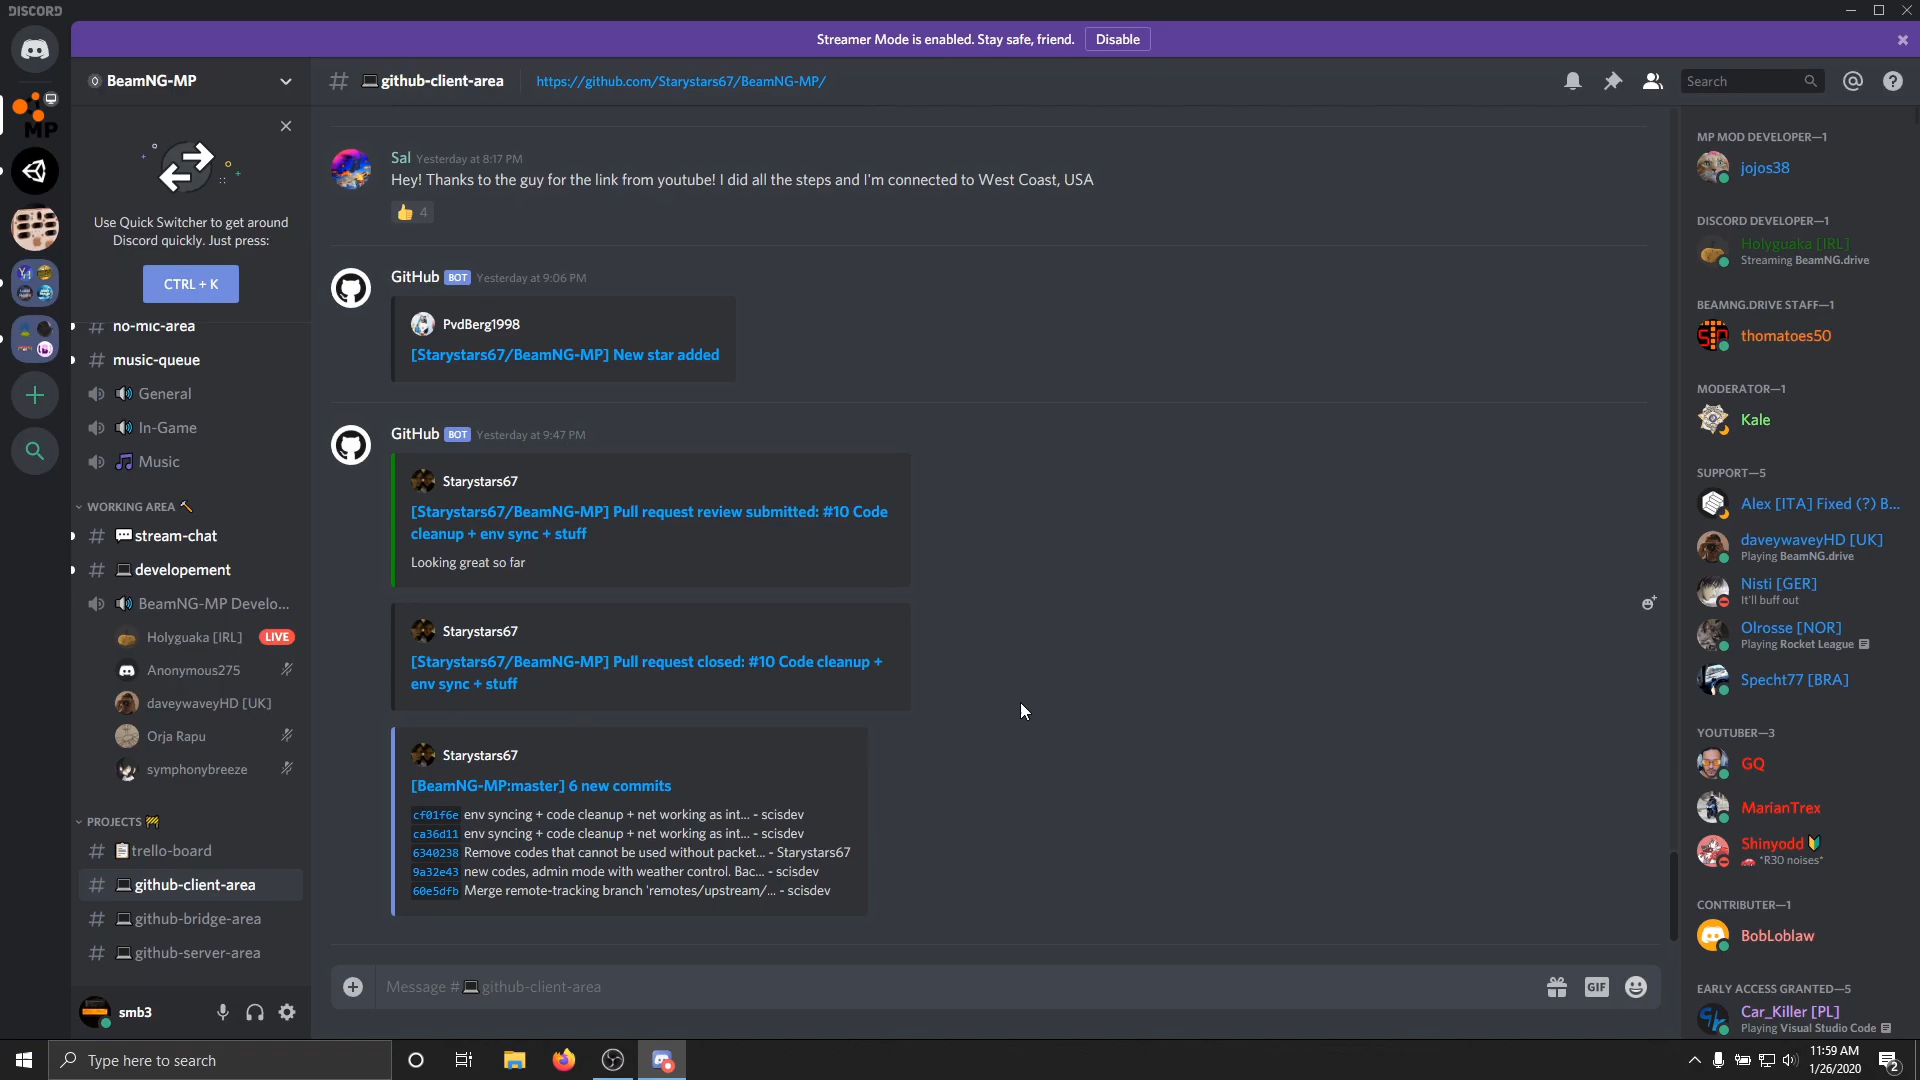 DISCORD
Streamer Mode is enabled. Stay safe, friend.
Disable
MP
BeamNG-MP
Use Quick Switcher to get around
Discord quickly. Just press:
CTRL + K
no-mic-area
music-queue
General
In-Game
Music
WORKING AREA
stream-chat
developement
BeamNG-MP Develo...
Holyguaka [IRL]
LIVE
Anonymous275
daveywaveyHD [UK]
Orja Rapu
symphonybreeze
PROJECTS
trello-board
github-client-area
github-bridge-area
github-server-area
smb3
# github-client-area
https://github.com/Starystars67/BeamNG-MP/
Search
Sal Yesterday at 8:17 PM
Hey! Thanks to the guy for the link from youtube! I did all the steps and I'm connected to West Coast, USA
4
GitHub BOT Yesterday at 9:06 PM
PvdBerg1998
[Starystars67/BeamNG-MP] New star added
GitHub BOT Yesterday at 9:47 PM
Starystars67
[Starystars67/BeamNG-MP] Pull request review submitted: #10 Code
cleanup + env sync + stuff
Looking great so far
Starystars67
[Starystars67/BeamNG-MP] Pull request closed: #10 Code cleanup +
env sync + stuff
Starystars67
[BeamNG-MP:master] 6 new commits
cf01f6e env syncing + code cleanup + net working as int... - scisdev
ca36d11 env syncing + code cleanup + net working as int... - scisdev
6340238 Remove codes that cannot be used without packet... - Starystars67
9a32e43 new codes, admin mode with weather control. Bac... - scisdev
60e5dfb Merge remote-tracking branch 'remotes/upstream/... - scisdev
Message # github-client-area
GIF
MP MOD DEVELOPER—1
jojos38
DISCORD DEVELOPER—1
Holyguaka [IRL]
Streaming BeamNG.drive
BEAMNG.DRIVE STAFF—1
thomatoes50
MODERATOR—1
Kale
SUPPORT—5
Alex [ITA] Fixed (?) B...
daveywaveyHD [UK]
Playing BeamNG.drive
Nisti [GER]
It'll buff out
Olrosse [NOR]
Playing Rocket League
Specht77 [BRA]
YOUTUBER—3
GQ
MarianTrex
Shinyodd
*R30 noises*
CONTRIBUTER—1
BobLoblaw
EARLY ACCESS GRANTED—5
Car_Killer [PL]
Playing Visual Studio Code
Type here to search
11:59 AM
1/26/2020
2